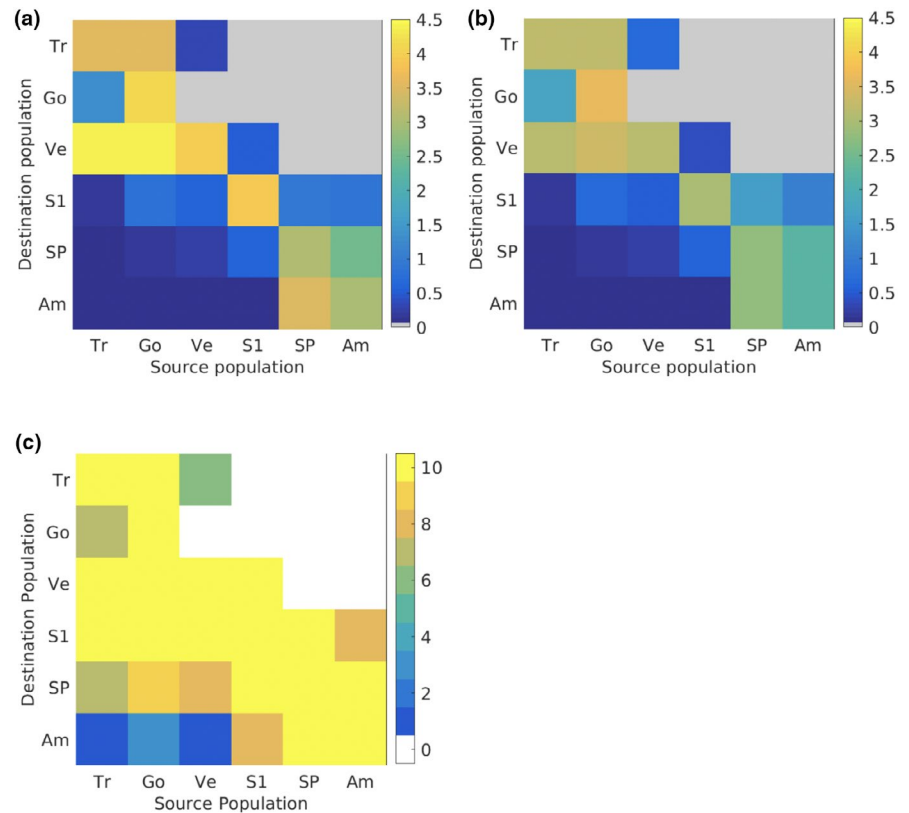 (a)
Destination population
Tr
Go
Ve
S1
SP
Am
Tr Go Ve S1 SP Am
Source population
4.5
4
3.5
3
2.5
2
1.5
1
0.5
0
(b)
Destination population
Tr
Go
Ve
S1
SP
Am
Tr Go Ve S1 SP Am
Source population
4.5
4
3.5
3
2.5
2
1.5
1
0.5
0
(c)
Destination Population
Tr
Go
Ve
S1
SP
Am
Tr Go Ve S1 SP Am
Source Population
10
8
6
4
2
0